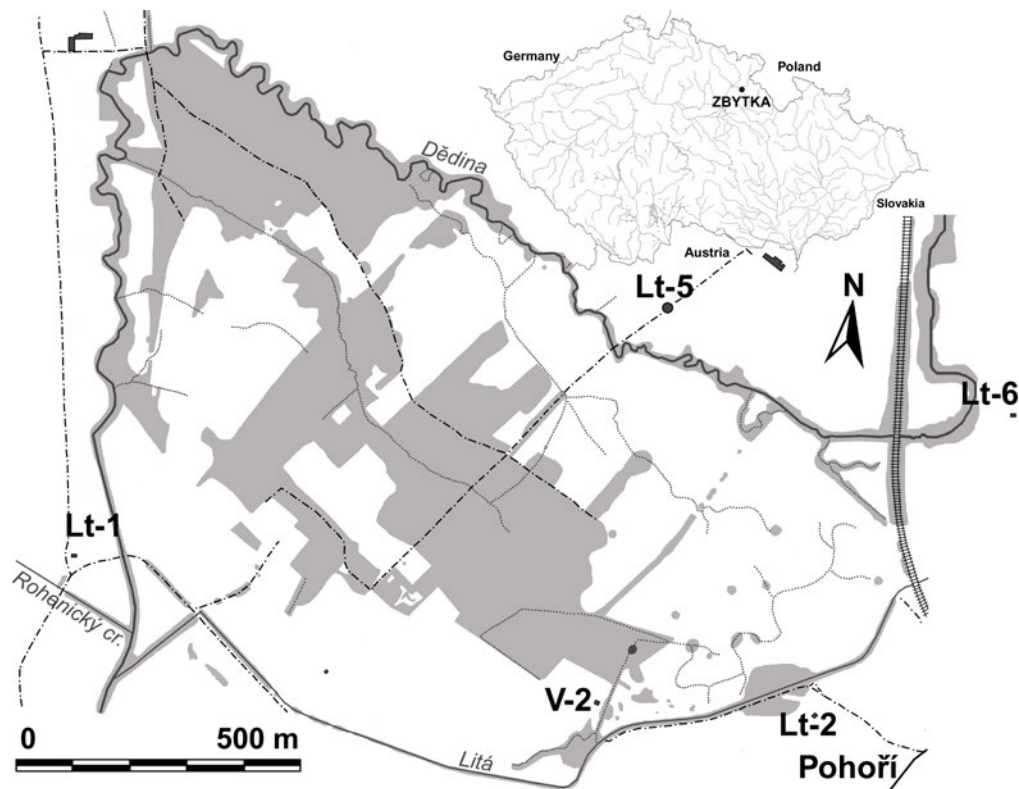 Germany
Poland
ZBYTKA
Dědina
Slovakia
Austria
Lt-5
N
Lt-6
Lt-1
Rohenický cr.
V-2
Lt-2
0 500 m
Litá
Pohoří